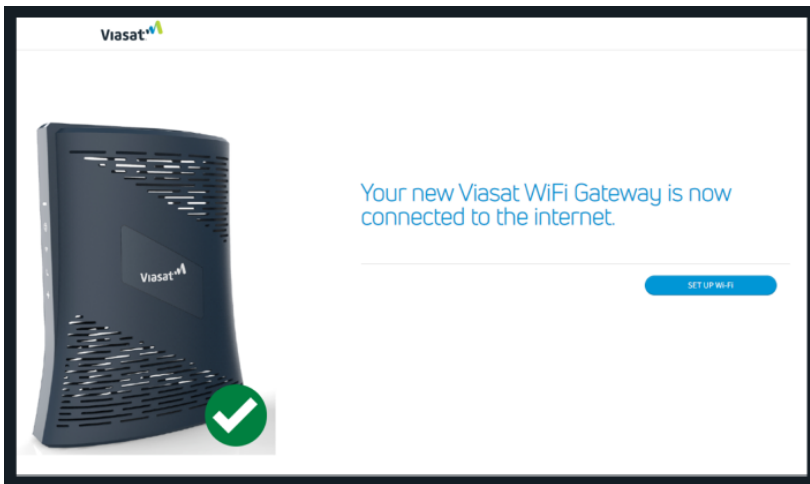 Viasat
Your new Viasat WiFi Gateway is now
connected to the internet.
Viasat
SET UP Wi-Fi